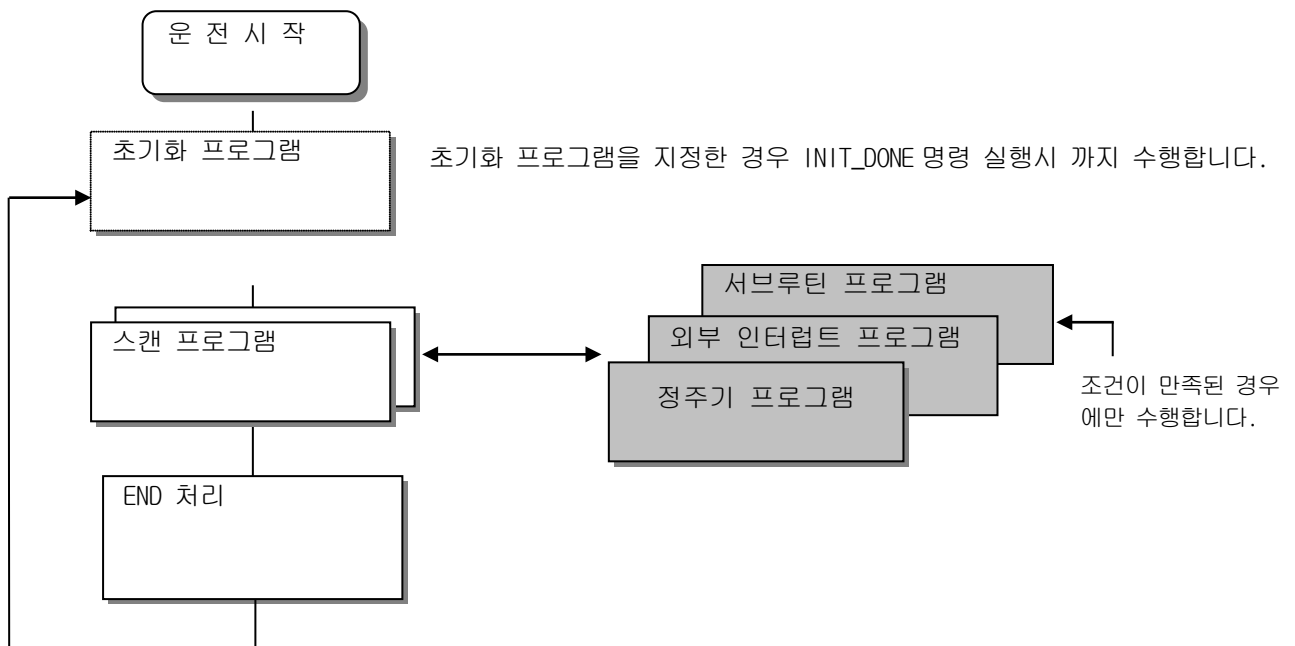 운 전 시 작
초기화 프로그램
초기화 프로그램을 지정한 경우 INIT_DONE 명령 실행시 까지 수행합니다.
서브루틴 프로그램
스캔 프로그램
외부 인터럽트 프로그램
정주기 프로그램
조건이 만족된 경우
에만 수행합니다.
END 처리